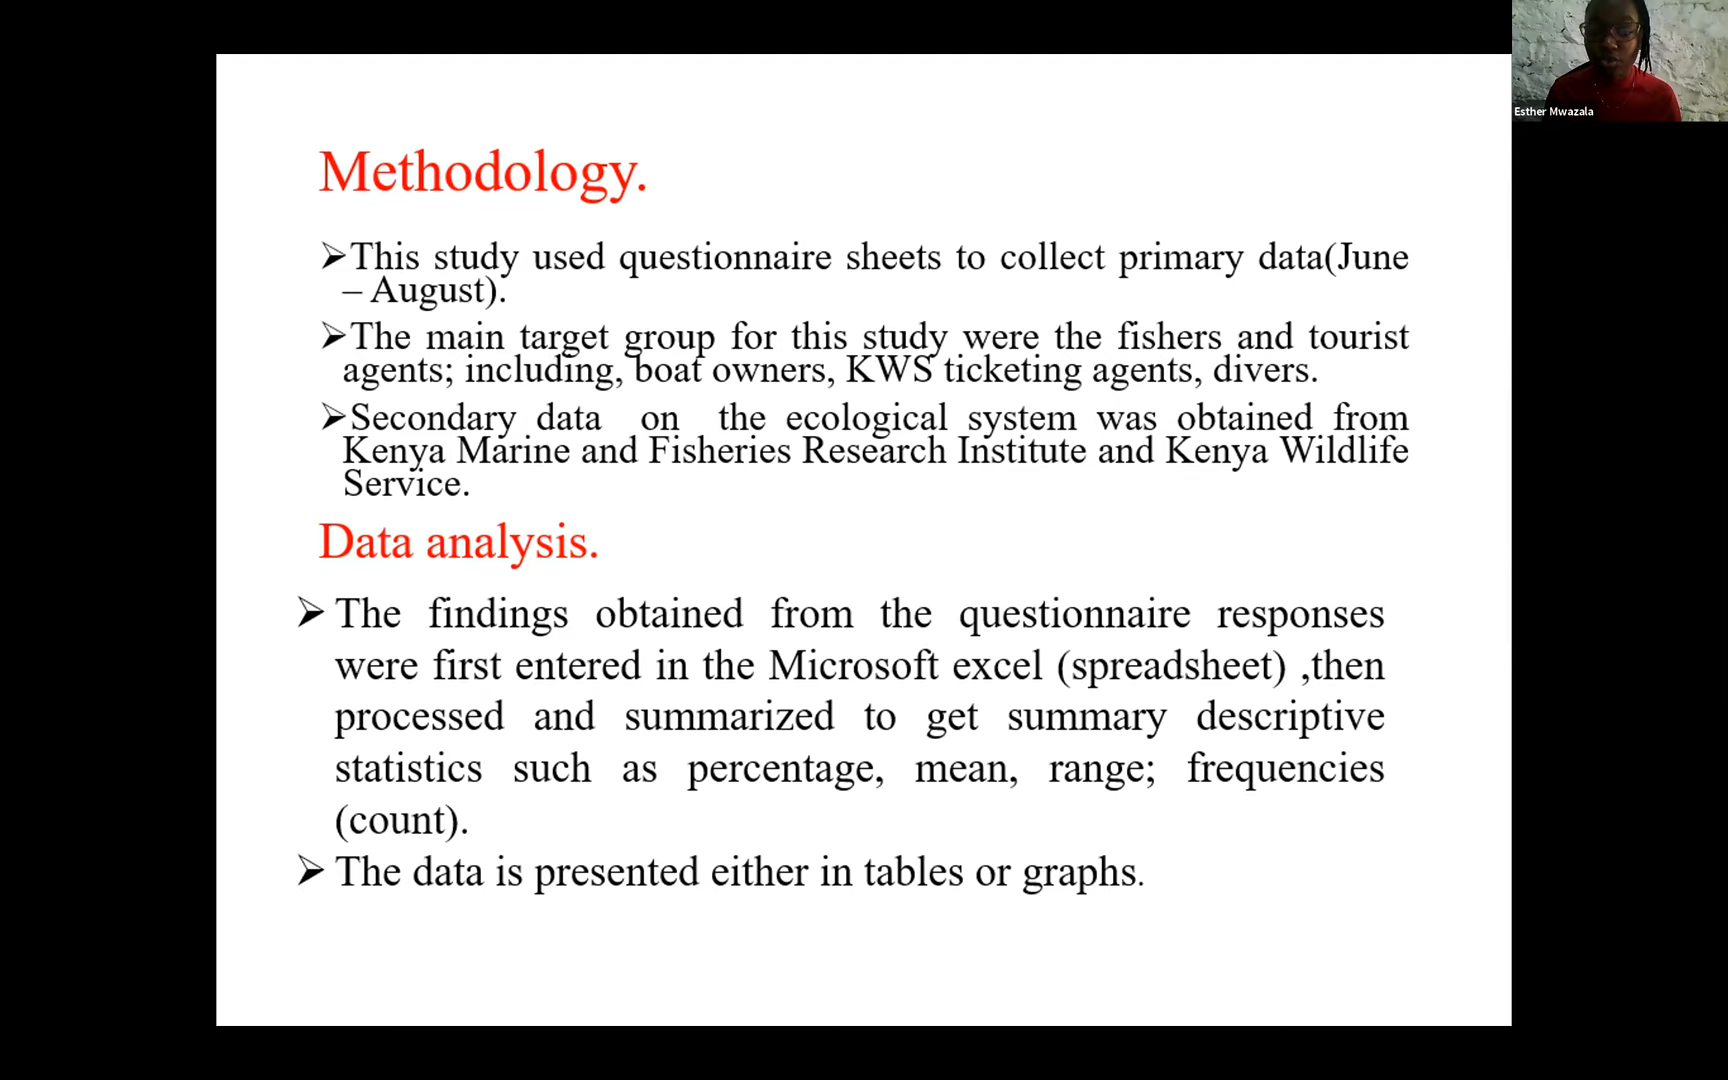 Methodology.
➢This study used questionnaire sheets to collect primary data(June
– August).
➢The main target group for this study were the fishers and tourist
agents; including, boat owners, KWS ticketing agents, divers.
➢Secondary data on the ecological system was obtained from
Kenya Marine and Fisheries Research Institute and Kenya Wildlife
Service.
Data analysis.
➢ The findings obtained from the questionnaire responses
were first entered in the Microsoft excel (spreadsheet) ,then
processed and summarized to get summary descriptive
statistics such as percentage, mean, range; frequencies
(count).
➢ The data is presented either in tables or graphs.
Esther Mwazala